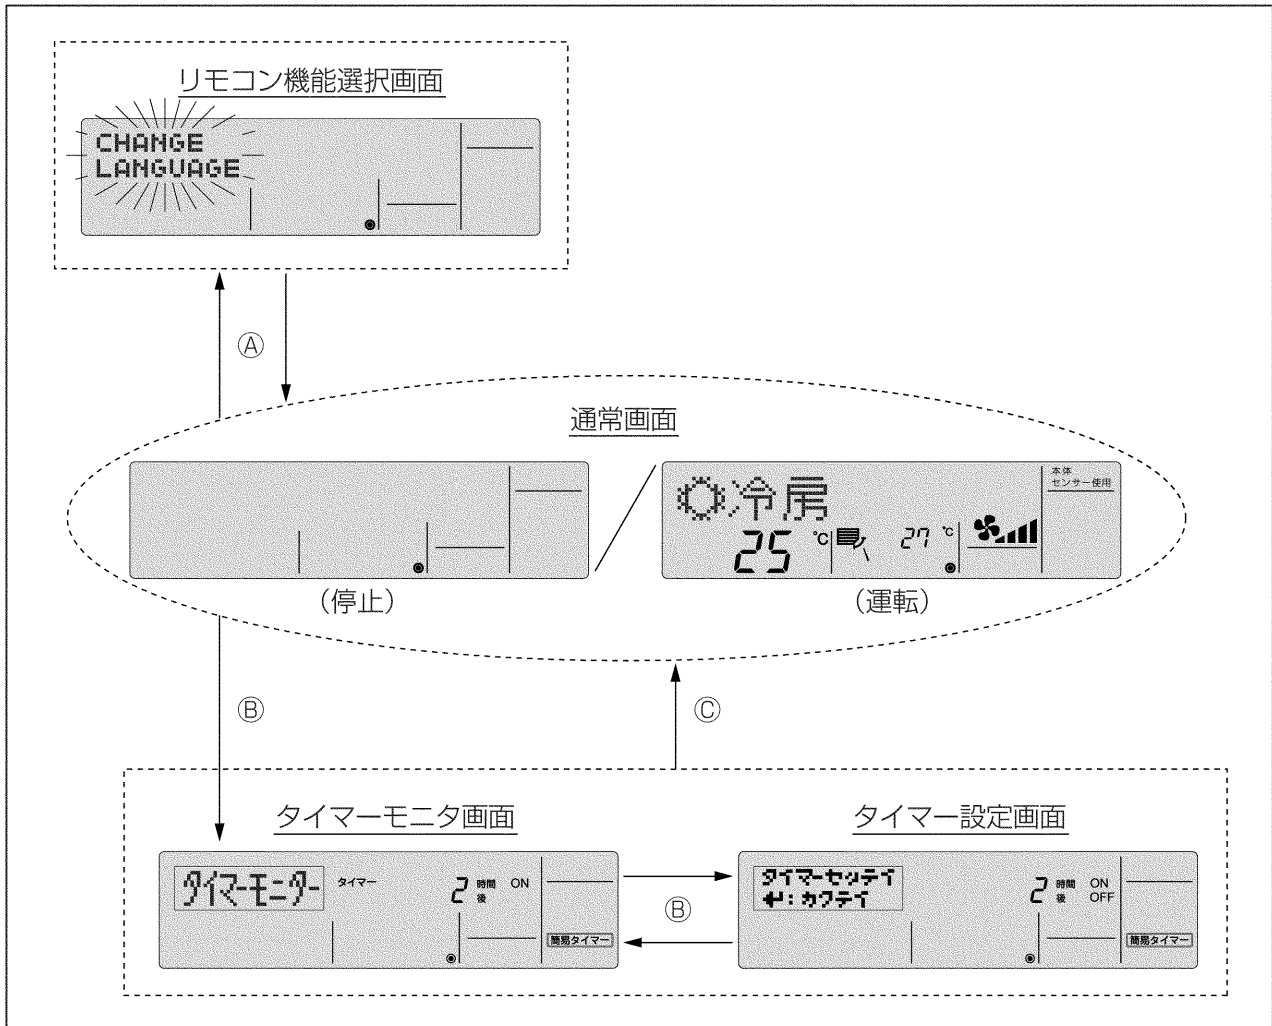 リモコン機能選択画面
CHANGE
LANGUAGE
Ⓐ
通常画面
冷房
25 ℃
27 ℃
本体
センサー使用
(停止)
(運転)
Ⓑ
Ⓒ
タイマーモニタ画面
タイマーモニター
タイマー
2 時間後 ON
簡易タイマー
Ⓑ
タイマー設定画面
タイマーセッテイ
↵:カクテイ
2 時間後 ON OFF
簡易タイマー